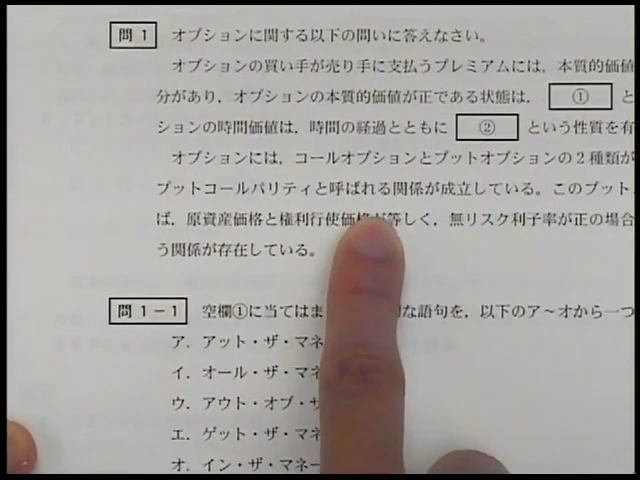 問1 オプションに関する以下の問いに答えなさい。
オプションの買い手が売り手に支払うプレミアムには，本質的価値
分があり，オプションの本質的価値が正である状態は， ① と
ションの時間価値は，時間の経過とともに ② という性質を有
オプションには，コールオプションとプットオプションの2種類が
プットコールパリティと呼ばれる関係が成立している。このプット
ば，原資産価格と権利行使価格が等しく，無リスク利子率が正の場合
う関係が存在している。
問1－1 空欄①に当てはま な語句を，以下のア～オから一つ
ア．アット・ザ・マネ
イ．オール・ザ・マネ
ウ．アウト・オブ・ザ
エ．ゲット・ザ・マネ
オ．イン・ザ・マネー